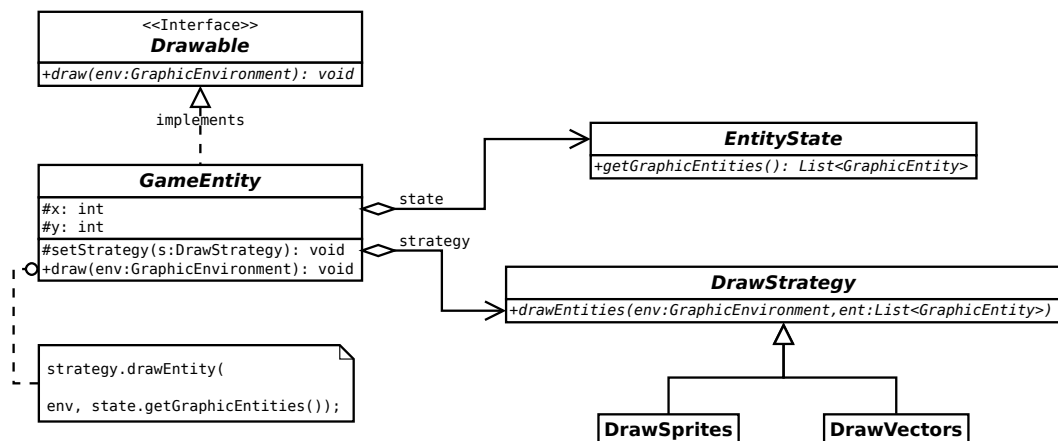 <<Interface>>
Drawable
+draw(env:GraphicEnvironment): void
implements
GameEntity
#x: int
#y: int
#setStrategy(s:DrawStrategy): void
+draw(env:GraphicEnvironment): void
state
strategy
EntityState
+getGraphicEntities(): List<GraphicEntity>
DrawStrategy
+drawEntities(env:GraphicEnvironment,ent:List<GraphicEntity>)
strategy.drawEntity(
env, state.getGraphicEntities());
DrawSprites
DrawVectors